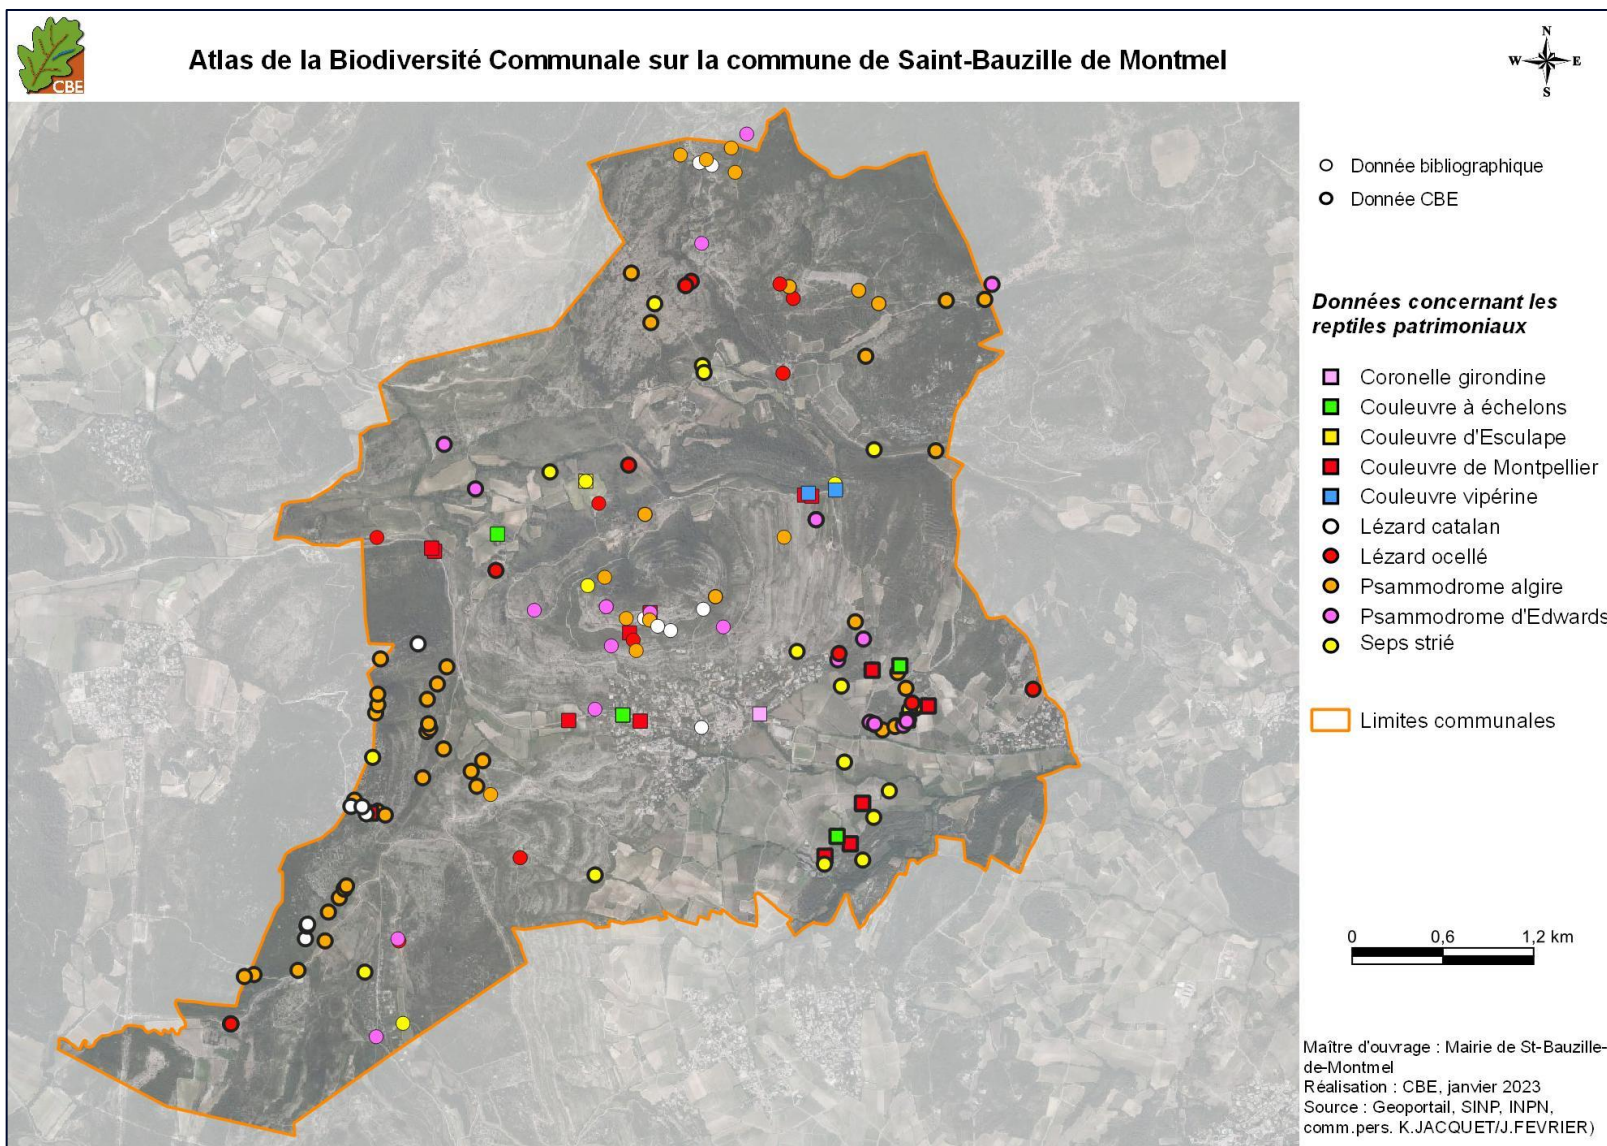 CBE
Atlas de la Biodiversité Communale sur la commune de Saint-Bauzille de Montmel
N
W E
S
Donnée bibliographique
Donnée CBE
Données concernant les
reptiles patrimoniaux
Coronelle girondine
Couleuvre à échelons
Couleuvre d'Esculape
Couleuvre de Montpellier
Couleuvre vipérine
Lézard catalan
Lézard ocellé
Psammodrome algire
Psammodrome d'Edwards
Seps strié
Limites communales
0 0,6 1,2 km
Maître d'ouvrage : Mairie de St-Bauzille-
de-Montmel
Réalisation : CBE, janvier 2023
Source : Geoportail, SINP, INPN,
comm.pers. K.JACQUET/J.FEVRIER)